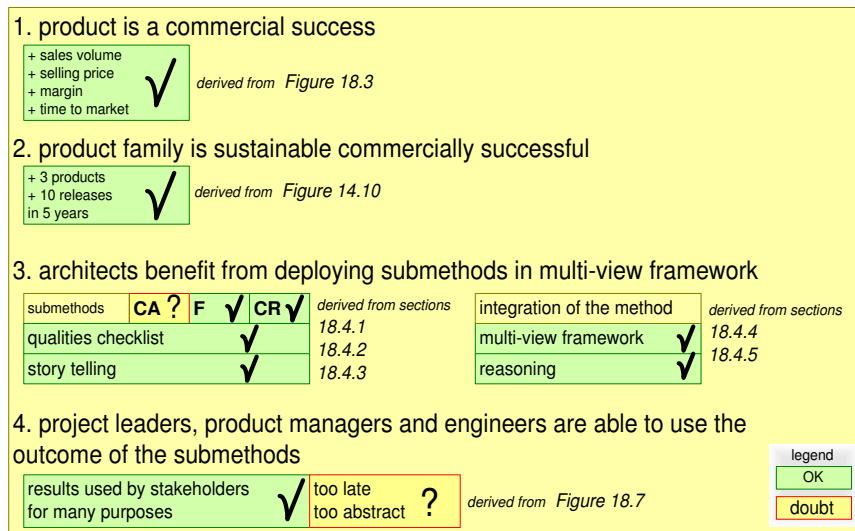 1. product is a commercial success
+ sales volume
+ selling price
+ margin
+ time to market
derived from Figure 18.3
2. product family is sustainable commercially successful
+ 3 products
+ 10 releases
in 5 years
derived from Figure 14.10
3. architects benefit from deploying submethods in multi-view framework
submethods CA ? F √ CR √
qualities checklist √
story telling √
derived from sections
18.4.1
18.4.2
18.4.3
integration of the method
multi-view framework √
reasoning √
derived from sections
18.4.4
18.4.5
4. project leaders, product managers and engineers are able to use the
outcome of the submethods
results used by stakeholders
for many purposes
too late
too abstract ?
derived from Figure 18.7
legend
OK
doubt